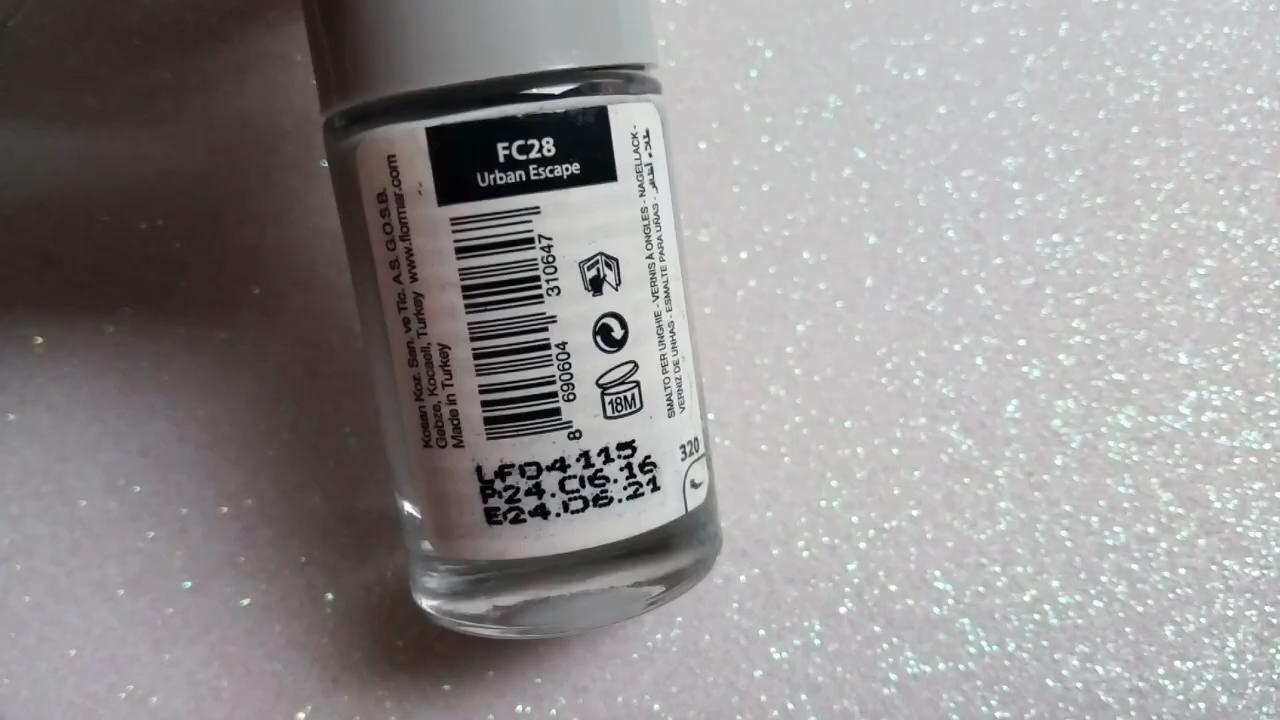 FC28
Urban Escape
Kosan Koz. San. ve Tic. A.S. G.O.S.B.
Gebze, Kocaeli, Turkey www.flormar.com
Made in Turkey
8 690604 310647
18M
SMALTO PER UNGHIE - VERNIS À ONGLES - NAGELLACK -
VERNIZ DE UNHAS - ESMALTE PARA UÑAS -
320
LFD4115
P24.06.16
E24.06.21